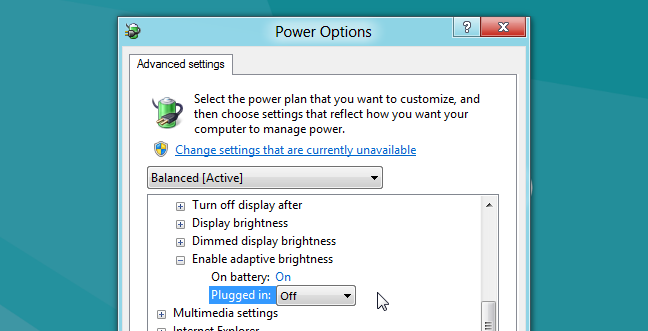 Power Options
?
Advanced settings
Select the power plan that you want to customize, and
then choose settings that reflect how you want your
computer to manage power.
Change settings that are currently unavailable
Balanced [Active]
Turn off display after
Display brightness
Dimmed display brightness
Enable adaptive brightness
On battery: On
Plugged in: Off
Multimedia settings
Internet Explorer